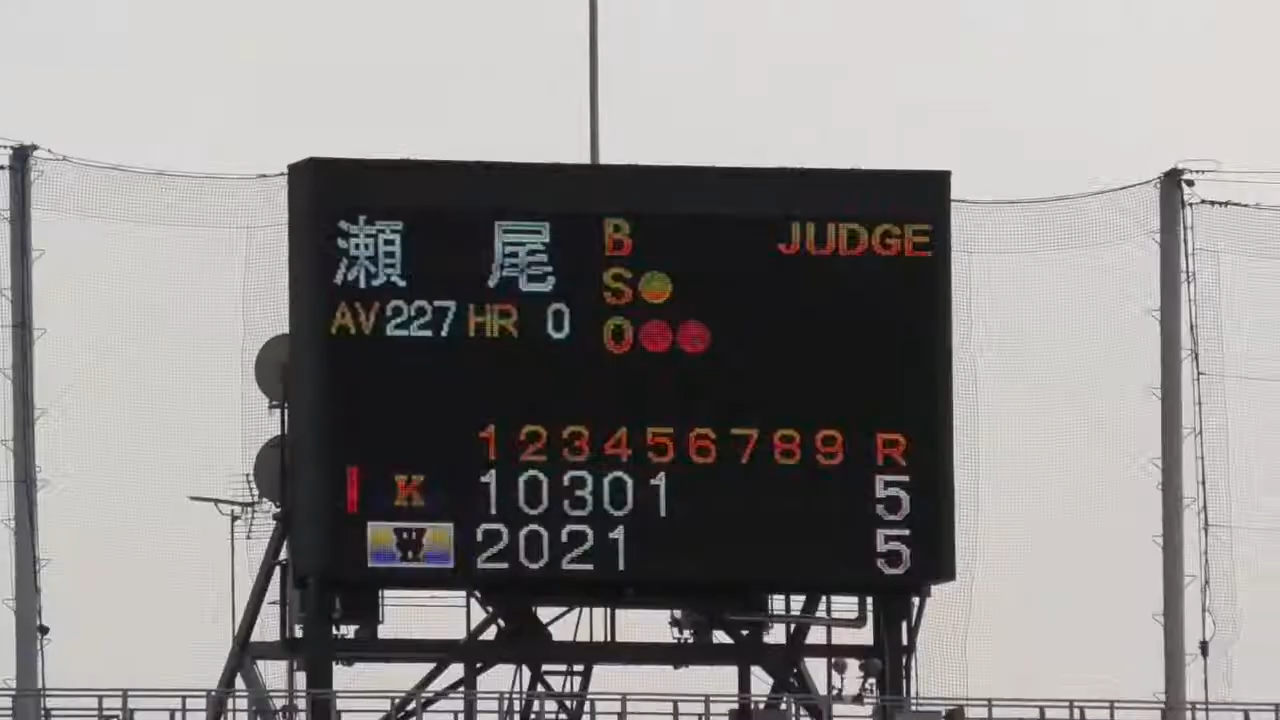 瀬 尾
B
JUDGE
S
AV 227 HR 0
O
1 2 3 4 5 6 7 8 9 R
K 1 0 3 0 1 5
W 2 0 2 1 5